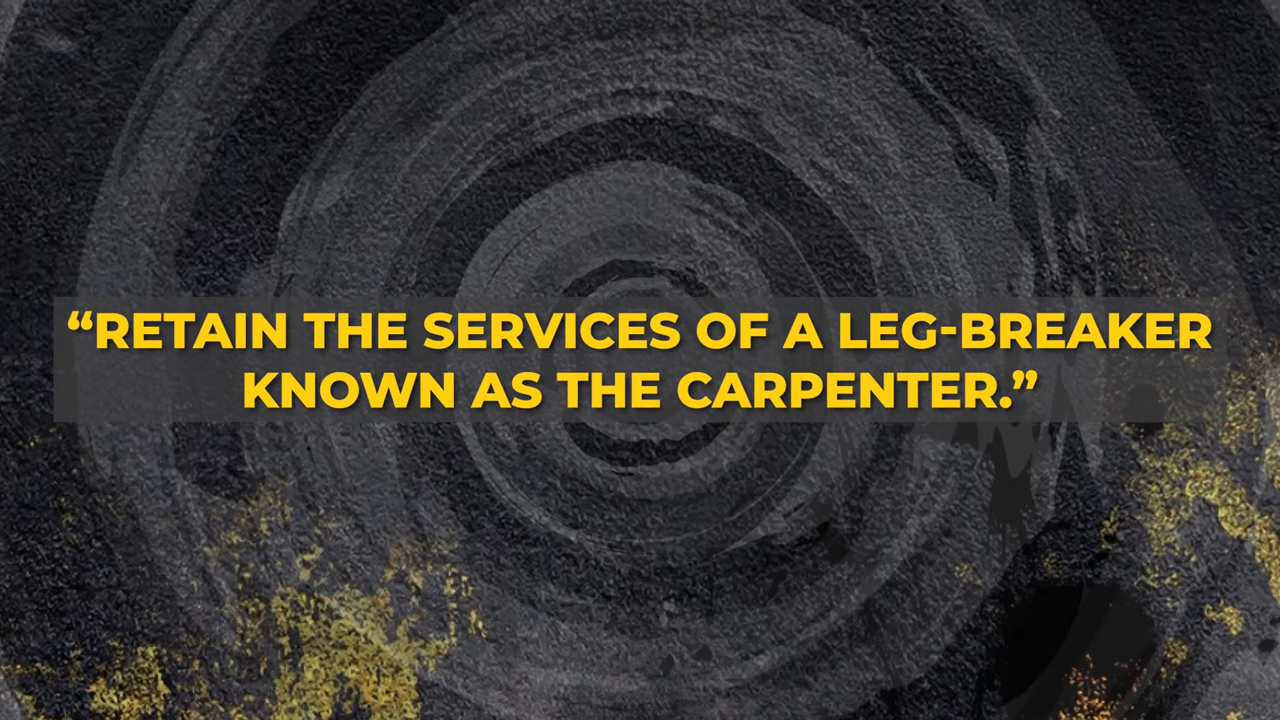 “RETAIN THE SERVICES OF A LEG-BREAKER
KNOWN AS THE CARPENTER.”